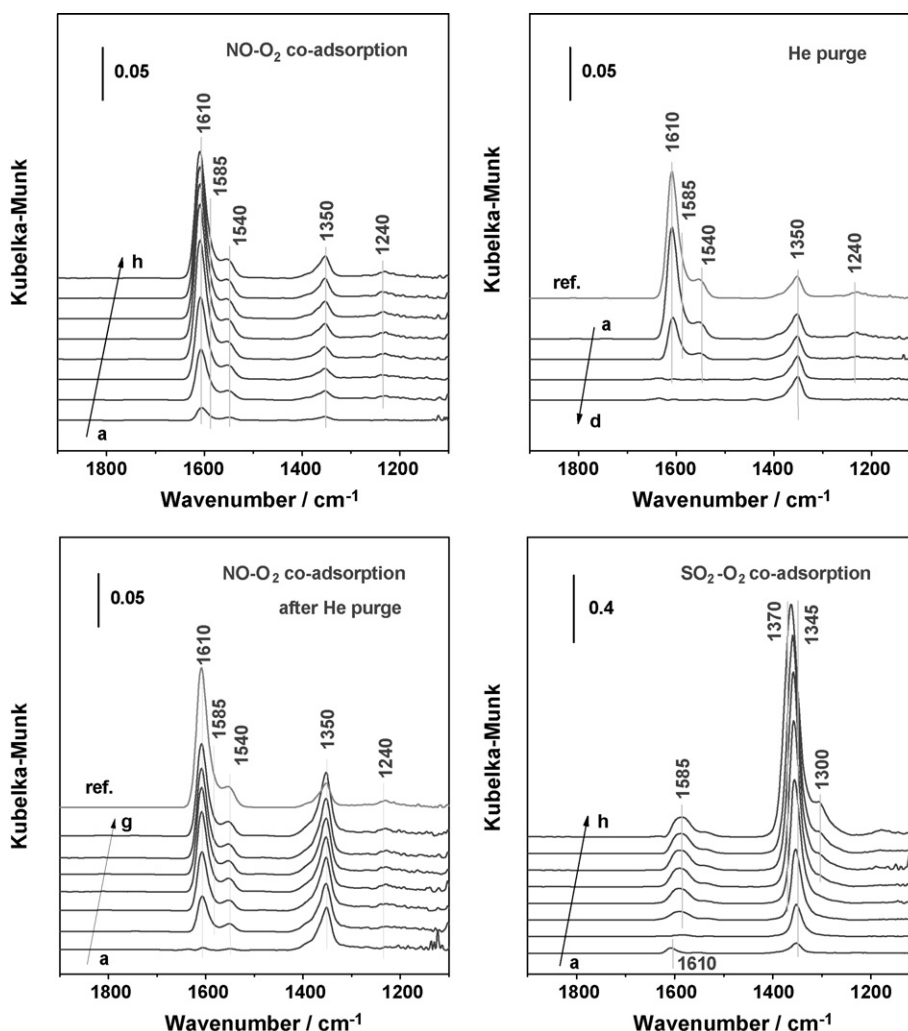 NO-O₂ co-adsorption
0.05
1610
1585
1540
1350
1240
h
a
Kubelka-Munk
1800 1600 1400 1200
Wavenumber / cm⁻¹
He purge
0.05
1610
1585
1540
1350
1240
ref.
a
d
Kubelka-Munk
1800 1600 1400 1200
Wavenumber / cm⁻¹
NO-O₂ co-adsorption
after He purge
0.05
1610
1585
1540
1350
1240
ref.
g
a
Kubelka-Munk
1800 1600 1400 1200
Wavenumber / cm⁻¹
SO₂-O₂ co-adsorption
0.4
1370
1345
1585
1300
h
a
1610
Kubelka-Munk
1800 1600 1400 1200
Wavenumber / cm⁻¹